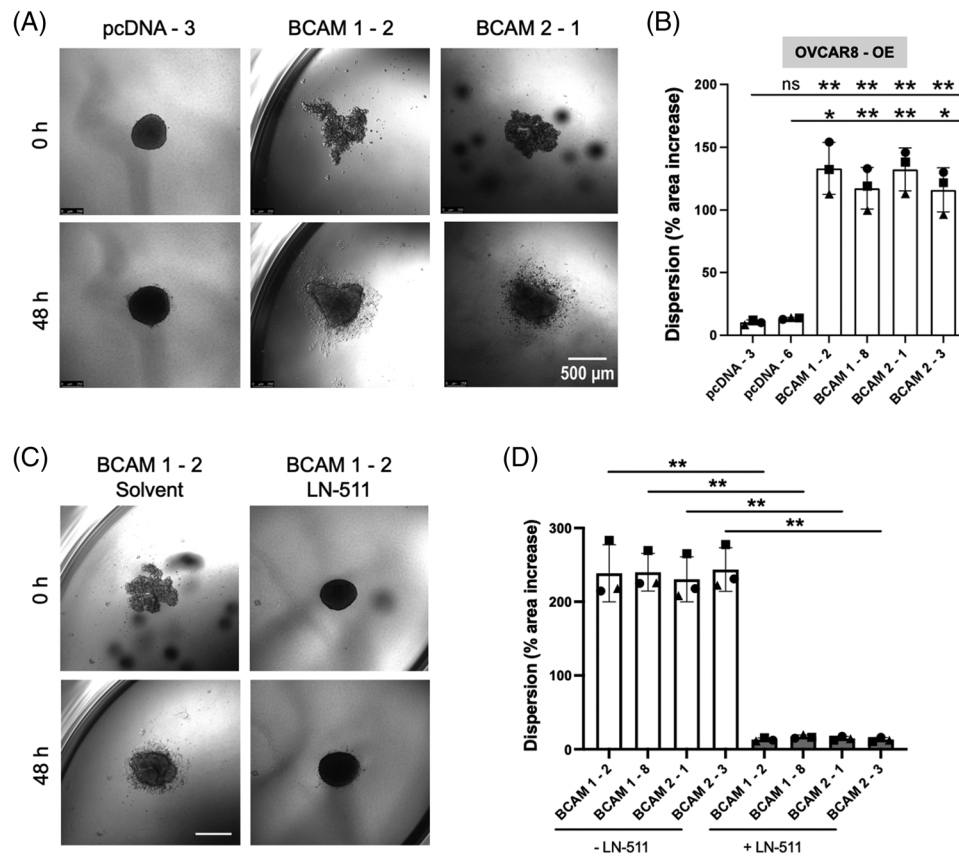 (A)
pcDNA - 3
BCAM 1 - 2
BCAM 2 - 1
0 h
48 h
500 µm
(B)
OVCAR8 - OE
ns ** ** ** **
* ** ** *
Dispersion (% area increase)
200
150
100
50
0
pcDNA - 3
pcDNA - 6
BCAM 1 - 2
BCAM 1 - 8
BCAM 2 - 1
BCAM 2 - 3
(C)
BCAM 1 - 2
Solvent
BCAM 1 - 2
LN-511
0 h
48 h
(D)
**
**
**
**
Dispersion (% area increase)
300
200
100
0
BCAM 1 - 2
BCAM 1 - 8
BCAM 2 - 1
BCAM 2 - 3
BCAM 1 - 2
BCAM 1 - 8
BCAM 2 - 1
BCAM 2 - 3
- LN-511
+ LN-511